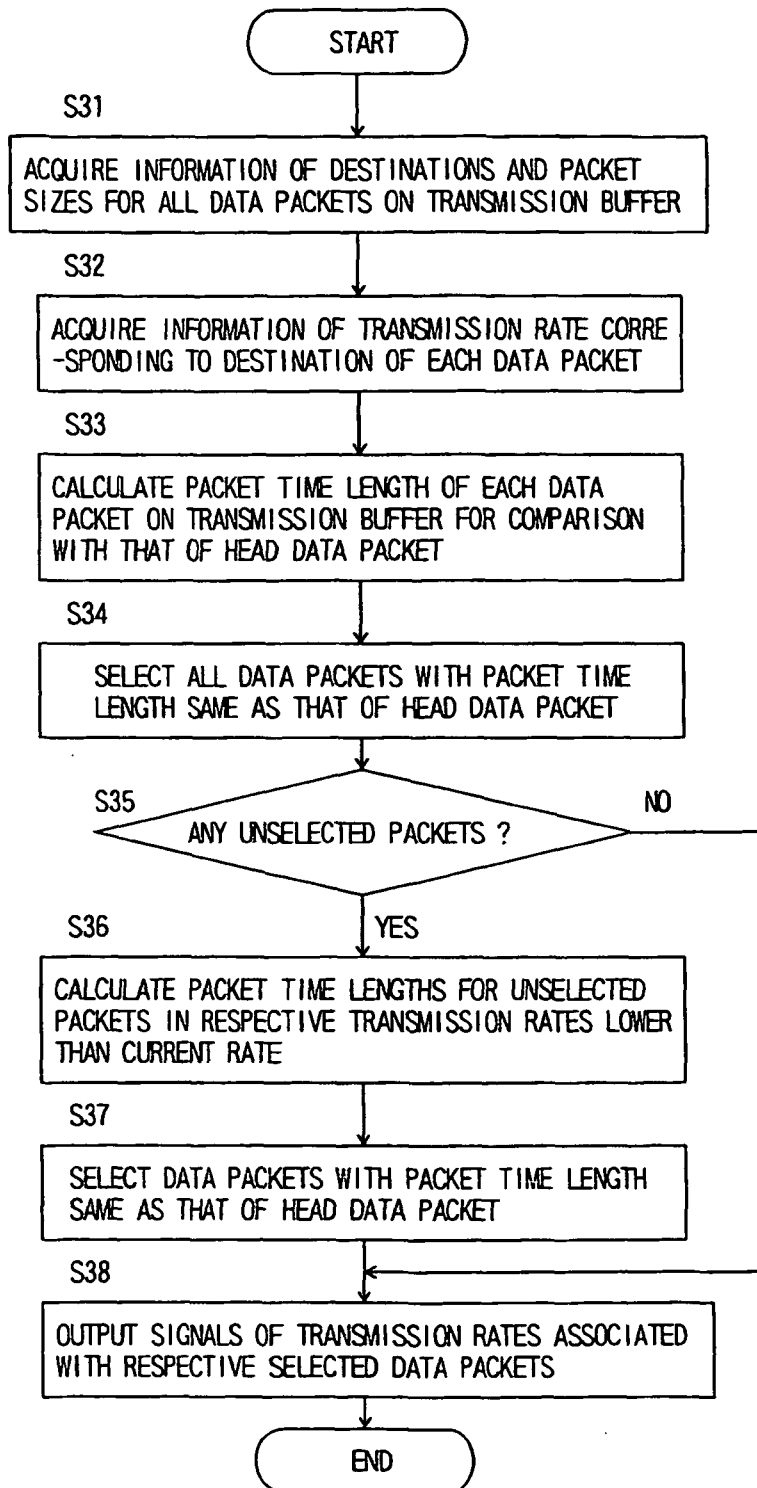 START
S31
ACQUIRE INFORMATION OF DESTINATIONS AND PACKET
SIZES FOR ALL DATA PACKETS ON TRANSMISSION BUFFER
S32
ACQUIRE INFORMATION OF TRANSMISSION RATE CORRE
-SPONDING TO DESTINATION OF EACH DATA PACKET
S33
CALCULATE PACKET TIME LENGTH OF EACH DATA
PACKET ON TRANSMISSION BUFFER FOR COMPARISON
WITH THAT OF HEAD DATA PACKET
S34
SELECT ALL DATA PACKETS WITH PACKET TIME
LENGTH SAME AS THAT OF HEAD DATA PACKET
S35
ANY UNSELECTED PACKETS ?
NO
YES
S36
CALCULATE PACKET TIME LENGTHS FOR UNSELECTED
PACKETS IN RESPECTIVE TRANSMISSION RATES LOWER
THAN CURRENT RATE
S37
SELECT DATA PACKETS WITH PACKET TIME LENGTH
SAME AS THAT OF HEAD DATA PACKET
S38
OUTPUT SIGNALS OF TRANSMISSION RATES ASSOCIATED
WITH RESPECTIVE SELECTED DATA PACKETS
END